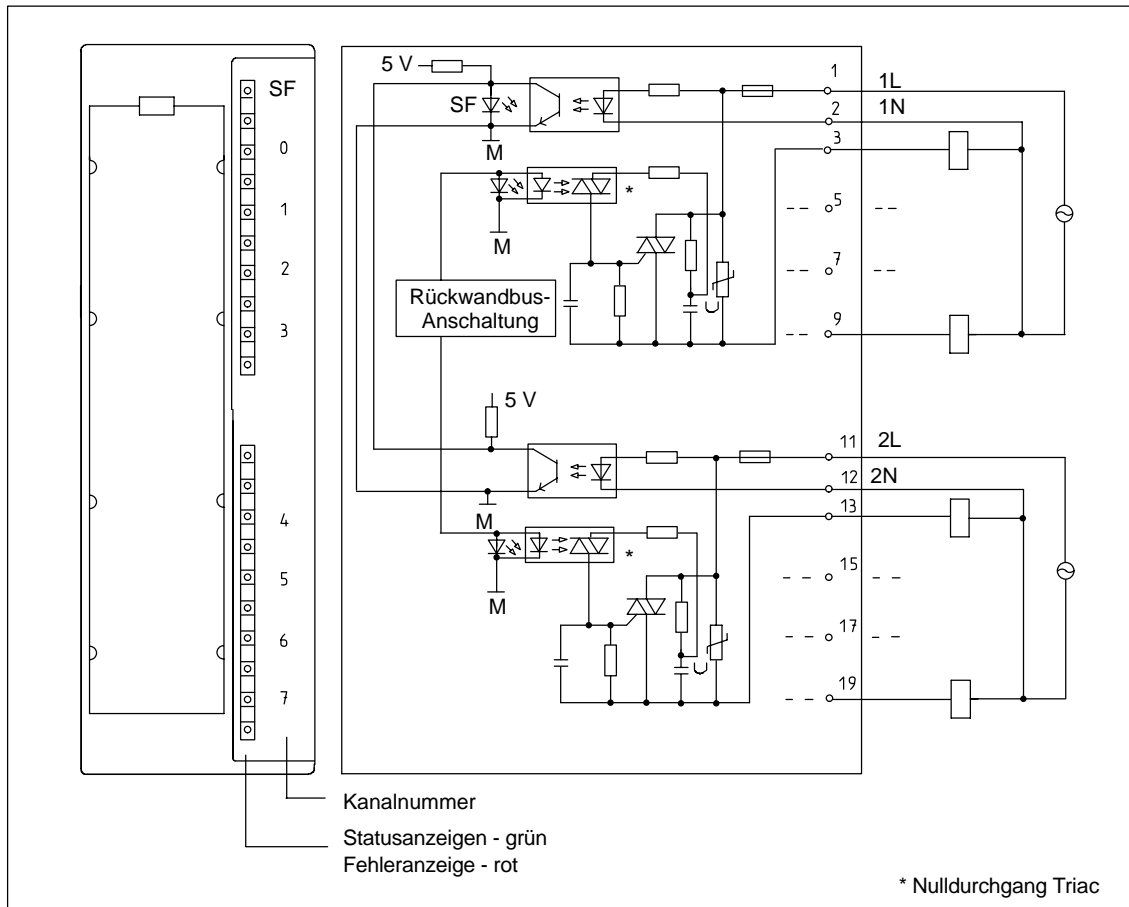 SF
0
1
2
3
4
5
6
7
5 V
SF
M
*
M
Rückwandbus-
Anschaltung
5 V
M
*
M
1
1L
2
1N
3
5
7
9
11
2L
12
2N
13
15
17
19
Kanalnummer
Statusanzeigen - grün
Fehleranzeige - rot
* Nulldurchgang Triac